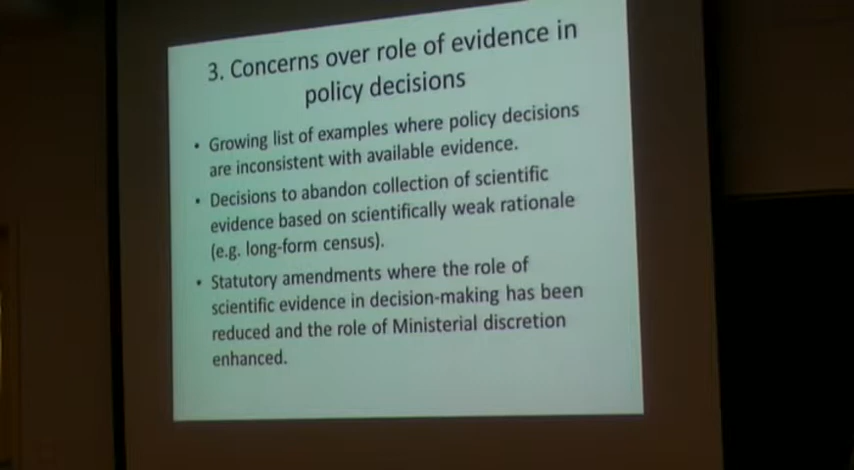 3. Concerns over role of evidence in
policy decisions
• Growing list of examples where policy decisions
are inconsistent with available evidence.
• Decisions to abandon collection of scientific
evidence based on scientifically weak rationale
(e.g. long-form census).
• Statutory amendments where the role of
scientific evidence in decision-making has been
reduced and the role of Ministerial discretion
enhanced.